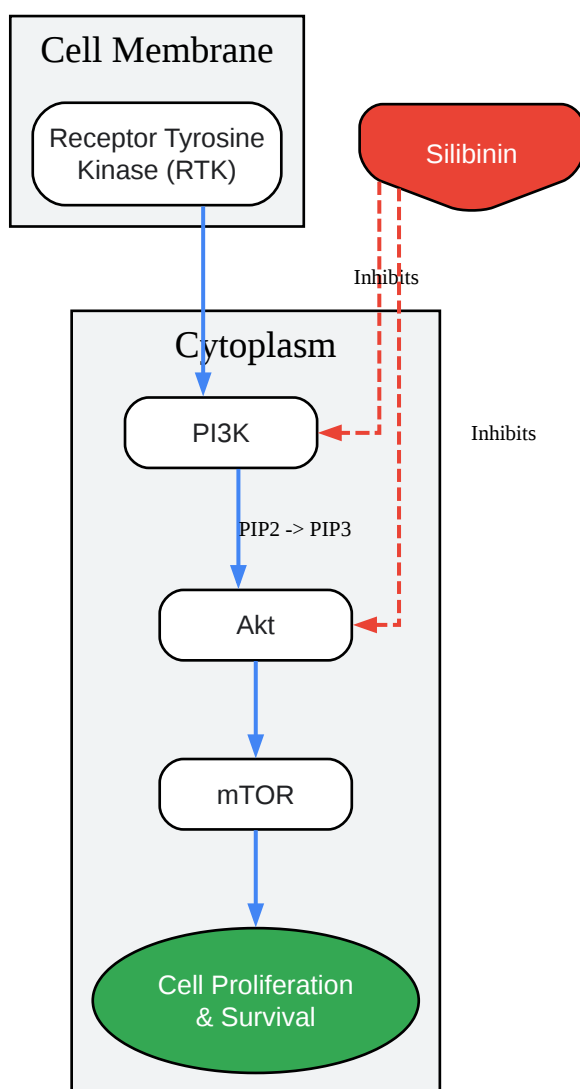 Cell Membrane
Receptor Tyrosine
Kinase (RTK)
Silibinin
Inhibits
Cytoplasm
PI3K
Inhibits
PIP2 -> PIP3
Akt
mTOR
Cell Proliferation
& Survival